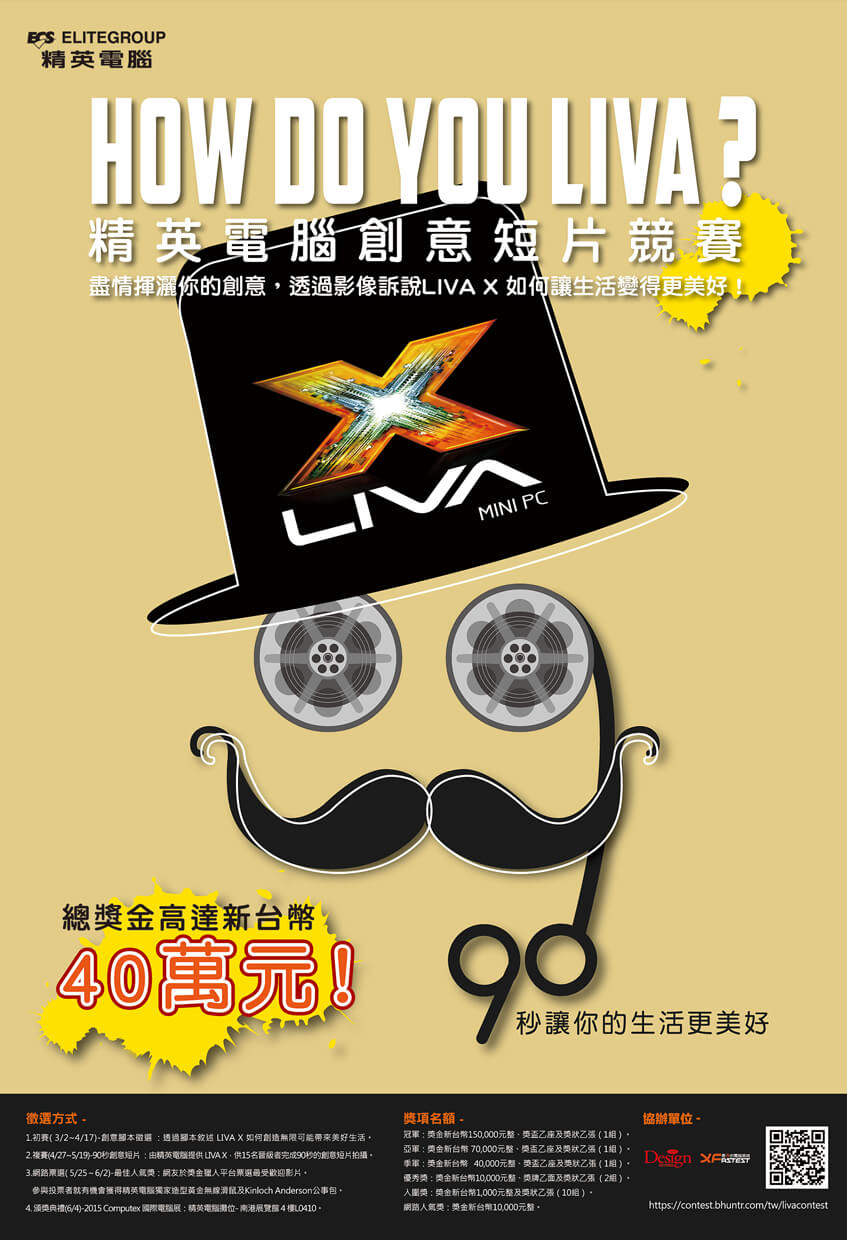 ECS ELITEGROUP
精英電腦
HOW DO YOU LIVA?
精英電腦創意短片競賽
盡情揮灑你的創意，透過影像訴說LIVA X 如何讓生活變得更美好！
X
LIVA
MINI PC
總獎金高達新台幣
40萬元！
90
秒讓你的生活更美好
徵選方式 -
1.初賽( 3/2~4/17)-創意腳本徵選 ：透過腳本敘述 LIVA X 如何創造無限可能帶來美好生活。
2.複賽(4/27~5/19)-90秒創意短片：由精英電腦提供 LIVA X，供15名晉級者完成90秒的創意短片拍攝。
3.網路票選( 5/25 ~ 6/2)-最佳人氣獎：網友於獎金獵人平台票選最受歡迎影片。
參與投票者就有機會獲得精英電腦獨家造型黃金無線滑鼠及Kinloch Anderson公事包。
4. 頒獎典禮(6/4)-2015 Computex 國際電腦展；精英電腦攤位- 南港展覽館 4 樓L0410。
獎項名額 -
冠軍：獎金新台幣150,000元整、獎盃乙座及獎狀乙張 ( 1組 ) 。
亞軍：獎金新台幣 70,000元整、獎盃乙座及獎狀乙張 ( 1組 ) 。
季軍：獎金新台幣 40,000元整、獎盃乙座及獎狀乙張 ( 1組 ) 。
優秀獎：獎金新台幣10,000元整、獎牌乙面及獎狀乙張 ( 2組 ) 。
入圍獎：獎金新台幣1,000元整及獎狀乙張 ( 10組 ) 。
網路人氣獎：獎金新台幣10,000元整。
協辦單位 -
Design
XFASTEST
https://contest.bhuntr.com/tw/livacontest